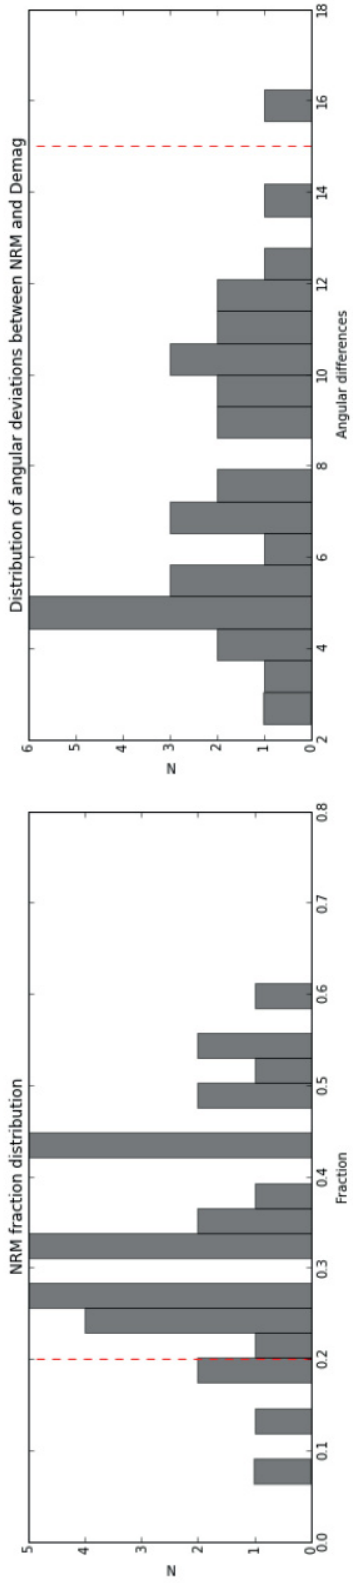 NRM fraction distribution
5
4
3
2
1
0
N
0.0 0.1 0.2 0.3 0.4 0.5 0.6 0.7 0.8
Fraction
Distribution of angular deviations between NRM and Demag
6
5
4
3
2
1
0
N
2 4 6 8 10 12 14 16 18
Angular differences